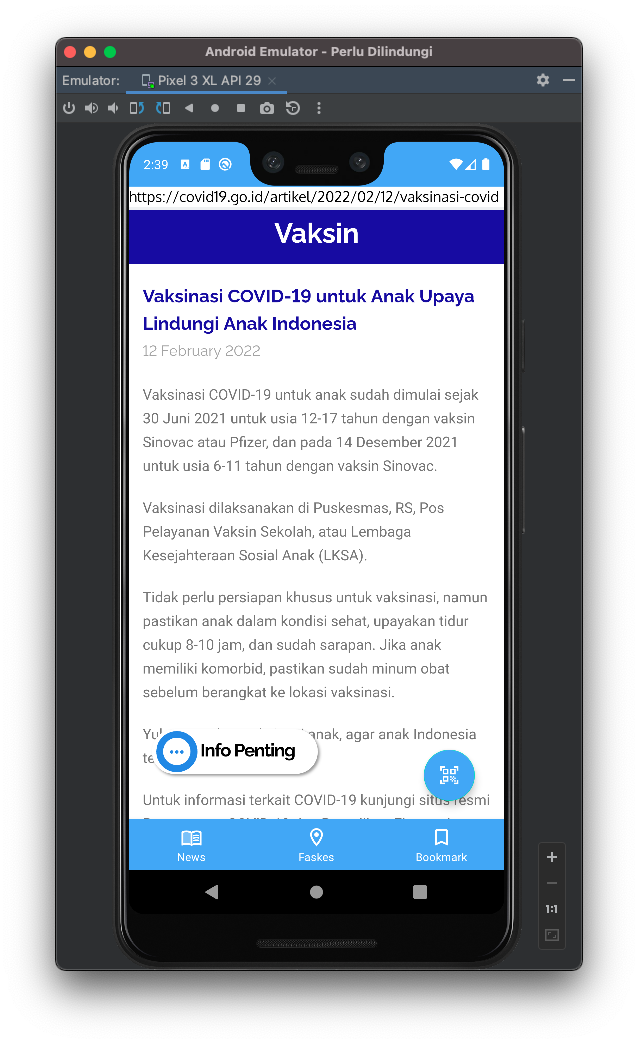 Android Emulator - Perlu Dilindungi
Emulator: Pixel 3 XL API 29
2:39
https://covid19.go.id/artikel/2022/02/12/vaksinasi-covid
Vaksin
Vaksinasi COVID-19 untuk Anak Upaya
Lindungi Anak Indonesia
12 February 2022
Vaksinasi COVID-19 untuk anak sudah dimulai sejak
30 Juni 2021 untuk usia 12-17 tahun dengan vaksin
Sinovac atau Pfizer, dan pada 14 Desember 2021
untuk usia 6-11 tahun dengan vaksin Sinovac.
Vaksinasi dilaksanakan di Puskesmas, RS, Pos
Pelayanan Vaksin Sekolah, atau Lembaga
Kesejahteraan Sosial Anak (LKSA).
Tidak perlu persiapan khusus untuk vaksinasi, namun
pastikan anak dalam kondisi sehat, upayakan tidur
cukup 8-10 jam, dan sudah sarapan. Jika anak
memiliki komorbid, pastikan sudah minum obat
sebelum berangkat ke lokasi vaksinasi.
anak, agar anak Indonesia
Info Penting
Untuk informasi terkait COVID-19 kunjungi situs resmi
News
Faskes
Bookmark
1:1